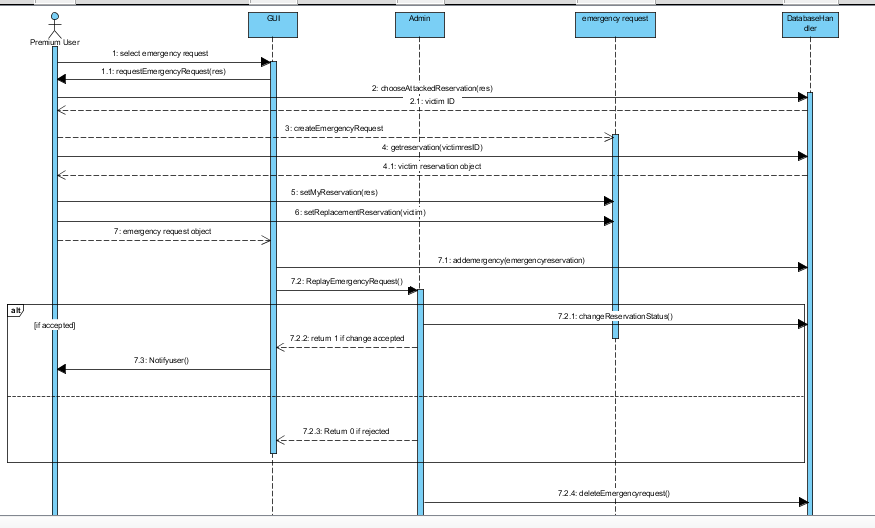 Premium User
GUI
Admin
emergency request
DatabaseHan
dler
1: select emergency request
1.1: requestEmergencyRequest(res)
2: chooseAttackedReservation(res)
2.1: vidim ID
3: createEmergencyRequest
4: getreservation(victimresID)
4.1: victim reservation object
5: setMyReservation(res)
6: setReplacementReservation(vidim)
7: emergency request object
7.1: addemergency(emergencyreservation)
7.2: ReplayEmergencyRequest()
alt
[if accepted]
7.2.1: changeReservationStatus()
7.2.2: return 1 if change accepted
7.3: Notifyuser()
7.2.3: Return 0 if rejected
7.2.4: deleteEmergencyrequest()